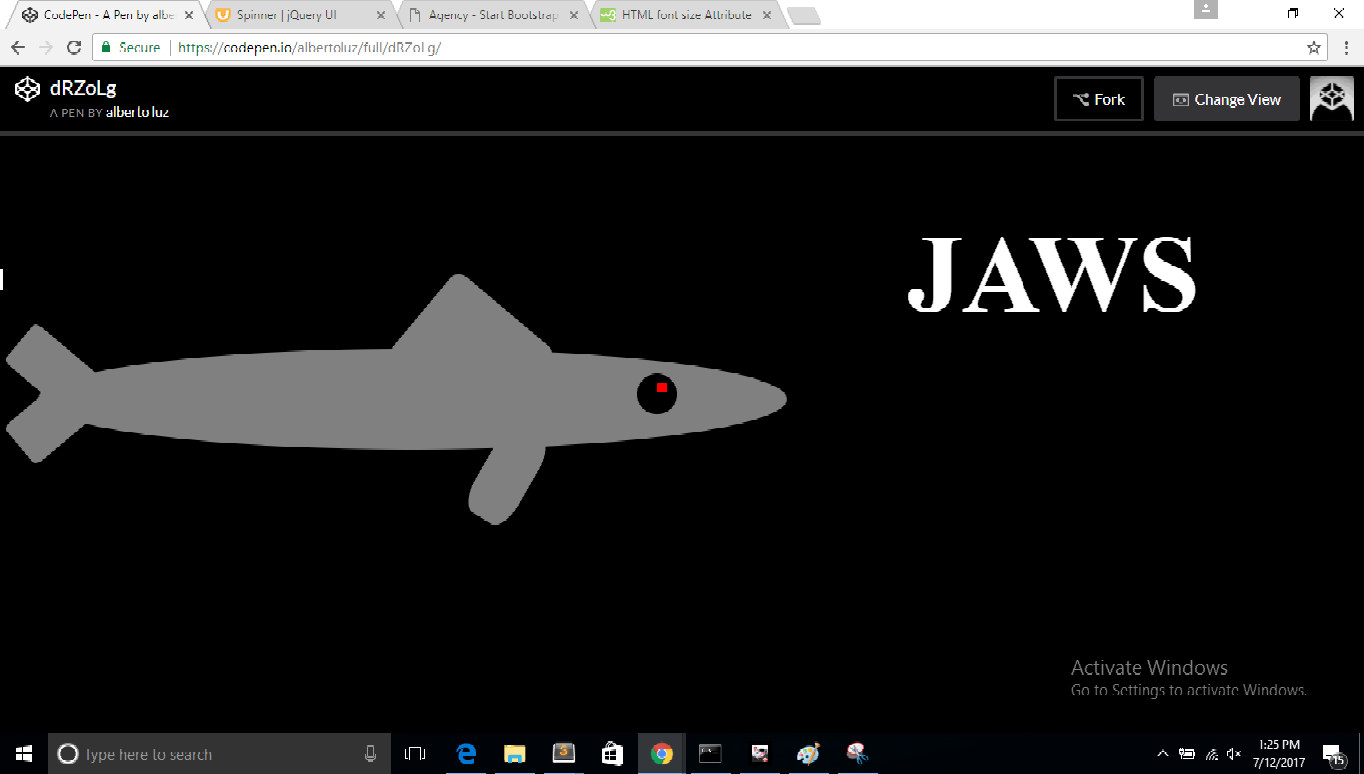 CodePen - A Pen by albe
Spinner | jQuery UI
Agency - Start Bootstrap
HTML font size Attribute
Secure
https://codepen.io/albertoluz/full/dRZoLg/
dRZoLg
A PEN BY alberto luz
Fork
Change View
JAWS
Activate Windows
Go to Settings to activate Windows.
Type here to search
1:25 PM
7/12/2017
15